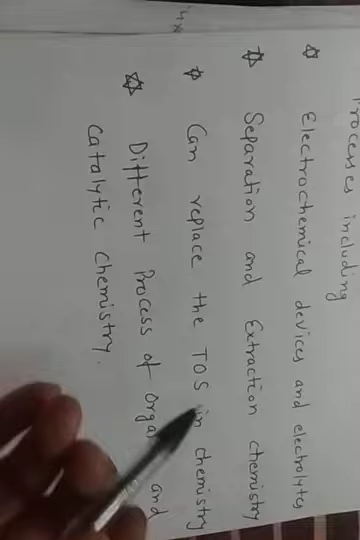 Processes including
Electrochemical devices and electrolytes
Separation and Extraction chemistry
Can replace the TOS in chemistry
Different Process of and
Catalytic Chemistry.